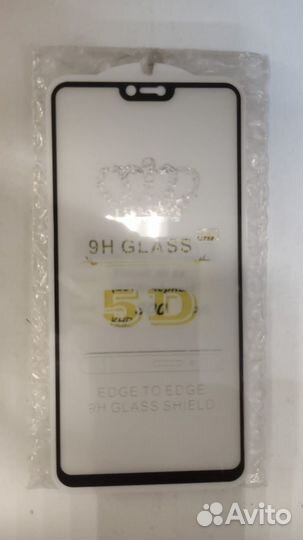 9H GLASS
5D
EDGE TO EDGE
9H GLASS SHIELD
Avito